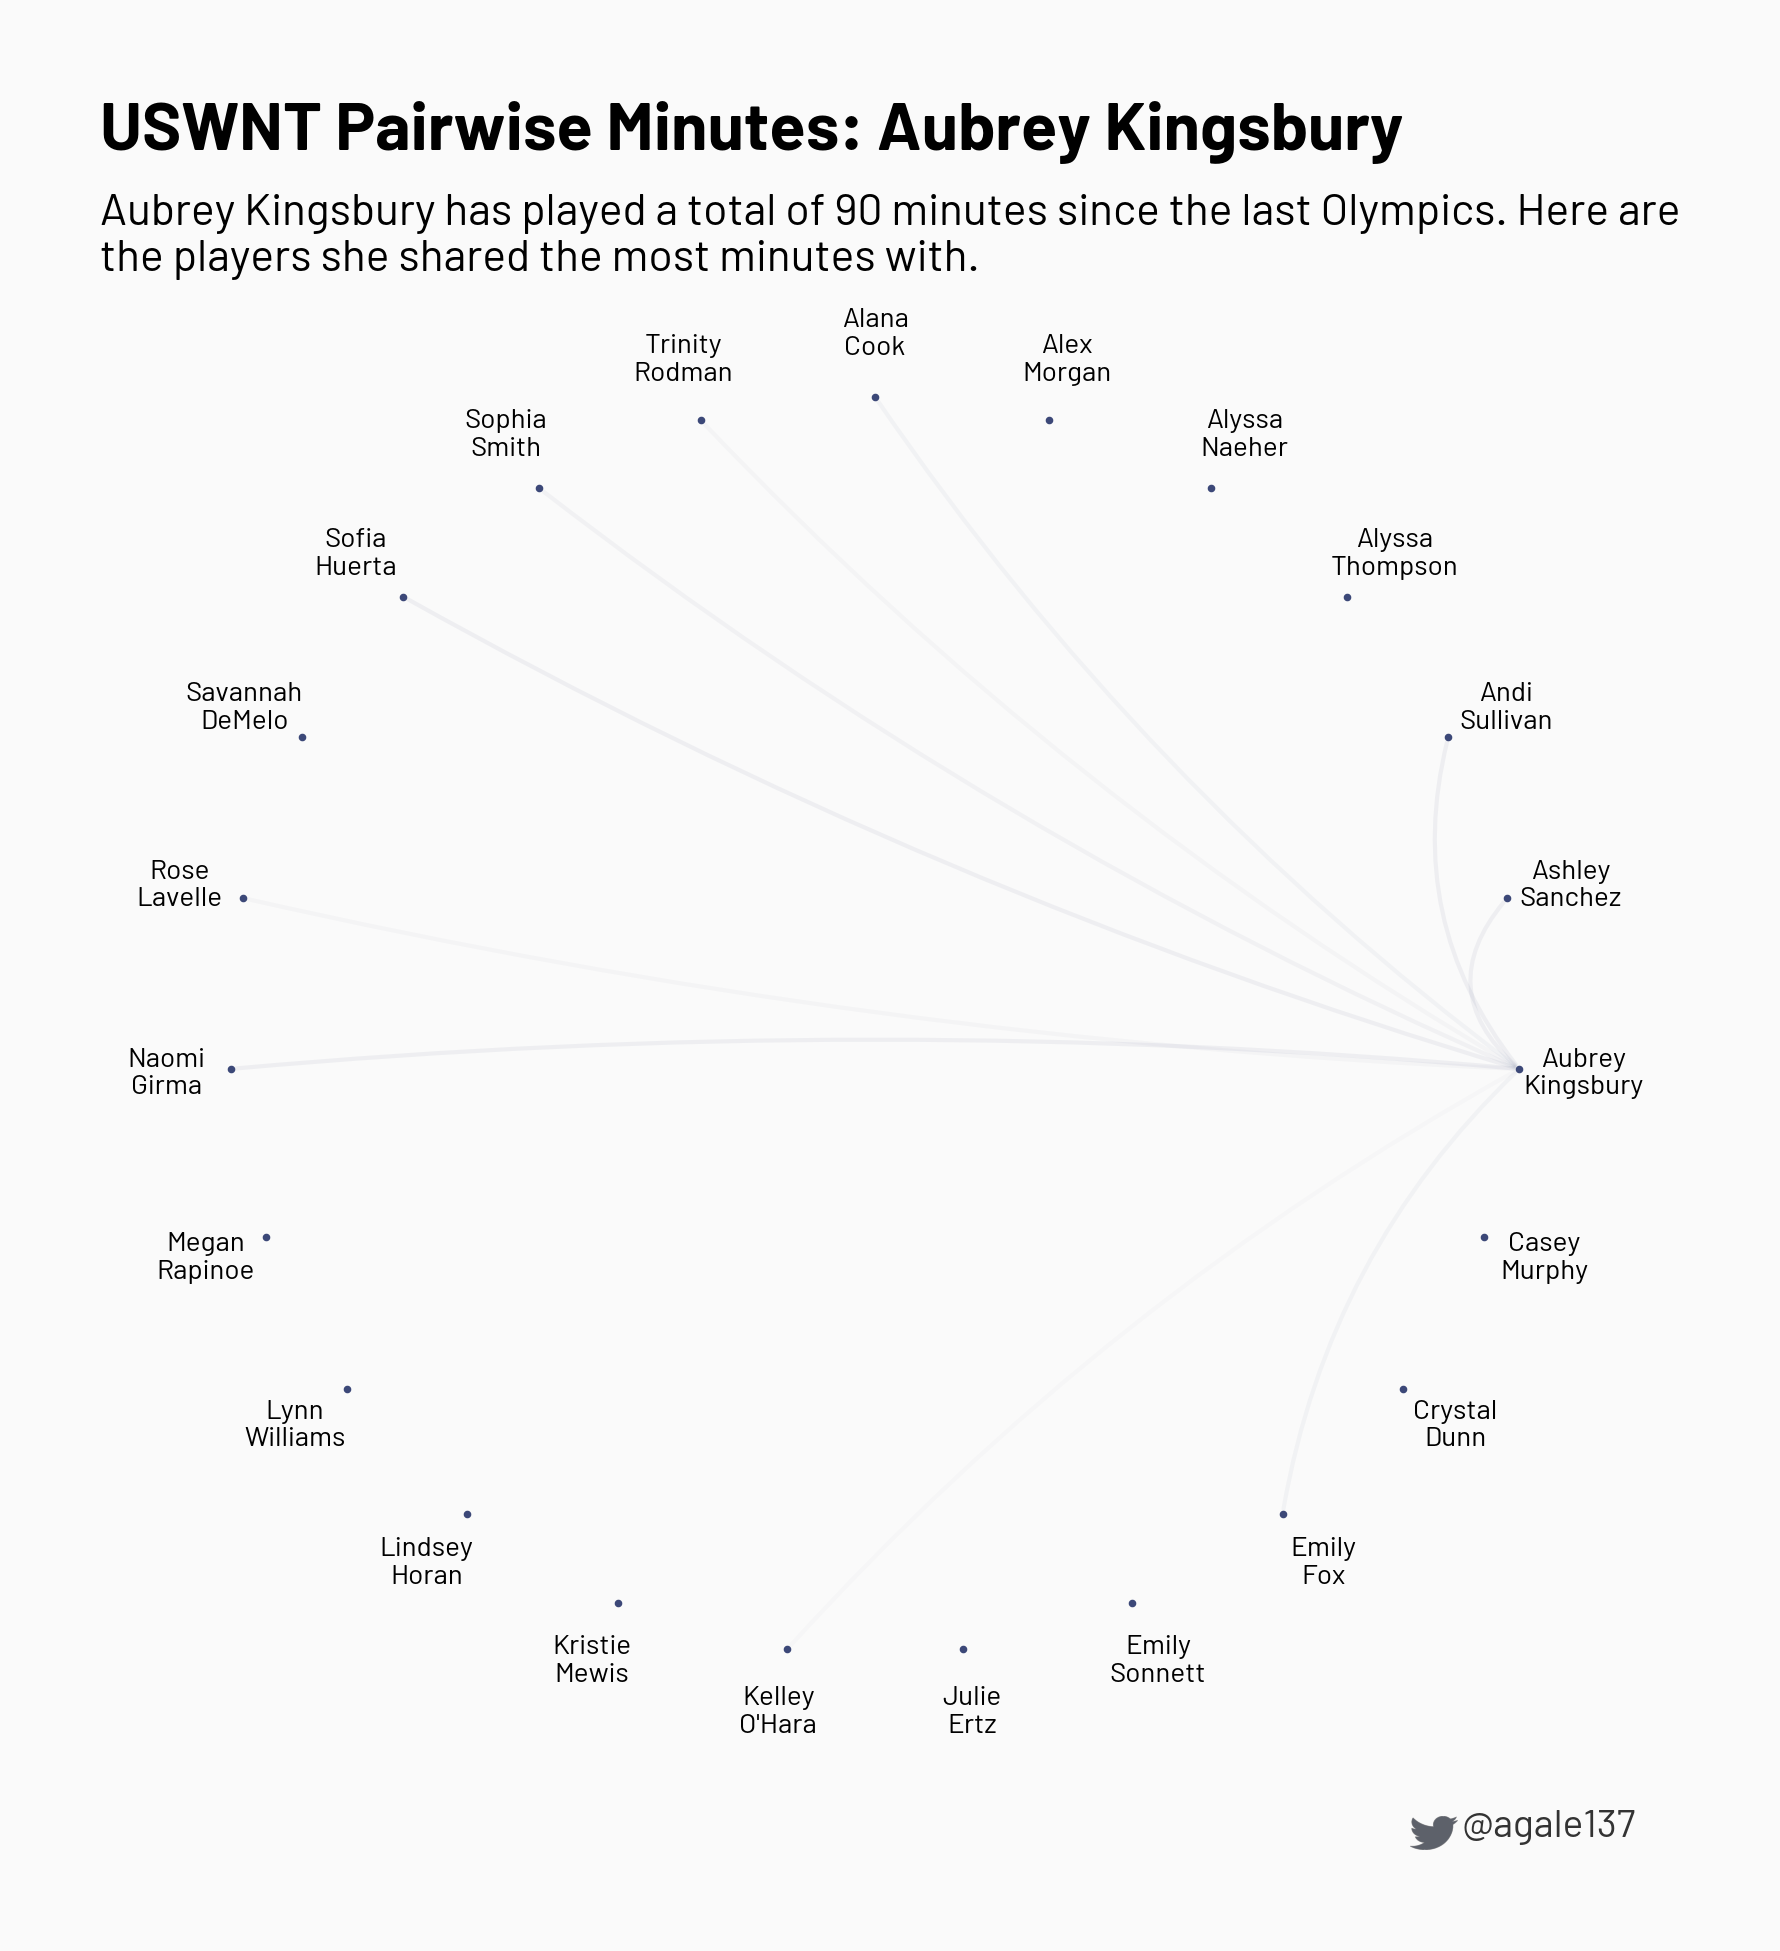 USWNT Pairwise Minutes: Aubrey Kingsbury
Aubrey Kingsbury has played a total of 90 minutes since the last Olympics. Here are
the players she shared the most minutes with.
Alana
Cook
Trinity
Rodman
Alex
Morgan
Sophia
Smith
Alyssa
Naeher
Sofia
Huerta
Alyssa
Thompson
Savannah
DeMelo
Andi
Sullivan
Rose
Lavelle
Ashley
Sanchez
Naomi
Girma
Aubrey
Kingsbury
Megan
Rapinoe
Casey
Murphy
Lynn
Williams
Crystal
Dunn
Lindsey
Horan
Emily
Fox
Kristie
Mewis
Emily
Sonnett
Kelley
O'Hara
Julie
Ertz
@agale137